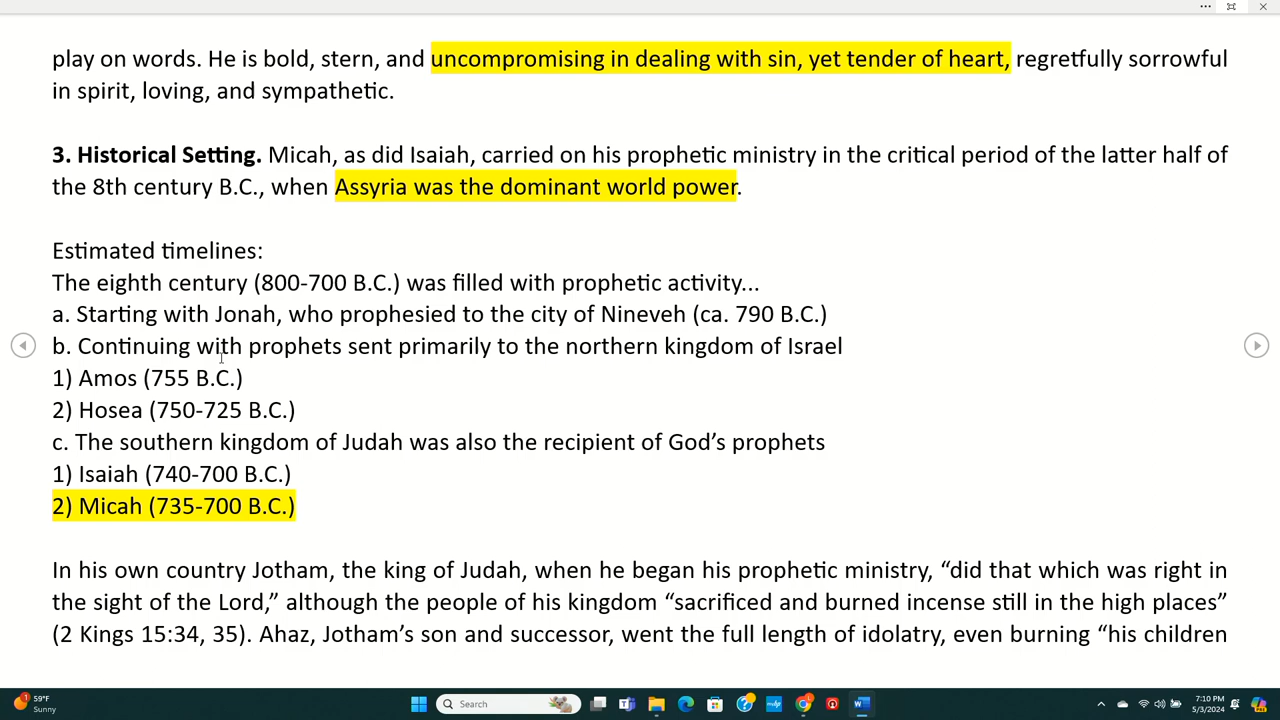 play on words. He is bold, stern, and uncompromising in dealing with sin, yet tender of heart, regretfully sorrowful
in spirit, loving, and sympathetic.
3. Historical Setting. Micah, as did Isaiah, carried on his prophetic ministry in the critical period of the latter half of
the 8th century B.C., when Assyria was the dominant world power.
Estimated timelines:
The eighth century (800-700 B.C.) was filled with prophetic activity...
a. Starting with Jonah, who prophesied to the city of Nineveh (ca. 790 B.C.)
b. Continuing with prophets sent primarily to the northern kingdom of Israel
1) Amos (755 B.C.)
2) Hosea (750-725 B.C.)
c. The southern kingdom of Judah was also the recipient of God’s prophets
1) Isaiah (740-700 B.C.)
2) Micah (735-700 B.C.)
In his own country Jotham, the king of Judah, when he began his prophetic ministry, “did that which was right in
the sight of the Lord,” although the people of his kingdom “sacrificed and burned incense still in the high places”
(2 Kings 15:34, 35). Ahaz, Jotham’s son and successor, went the full length of idolatry, even burning “his children
1
59°F
Sunny
Search
7:10 PM
5/3/2024